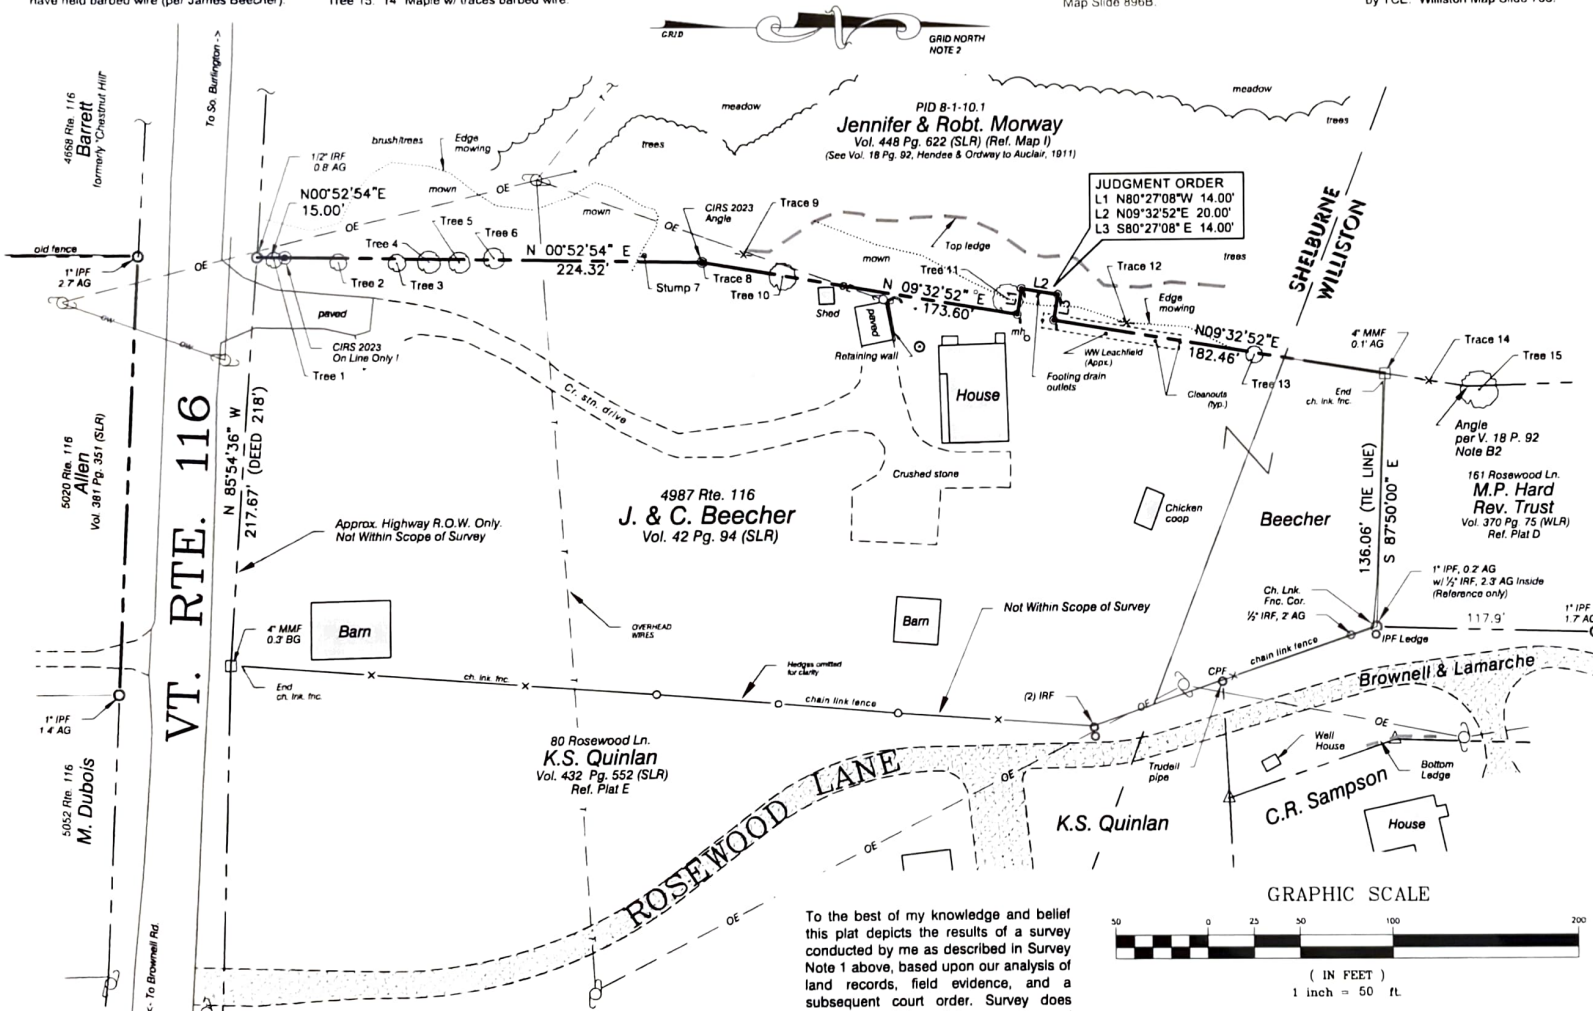 have held barbed wire (per James Beecher).
Tree 15: 14" Maple w/ traces barbed wire.
Map Slide 896B.
by TCE. Williston Map Slide
GRID
GRID NORTH
NOTE 2
To So. Burlington ->
4668 Rte. 116
Barrett
formerly "Chestnut Hill"
1/2" IRF
0.8' AG
N00°52'54"E
15.00'
brush/trees
Edge
mowing
mown
OE
OE
trees
meadow
PID 8-1-10.1
Jennifer & Robt. Morway
Vol. 448 Pg. 622 (SLR) (Ref. Map I)
(See Vol. 18 Pg. 92, Hendee & Ordway to Auclair, 1911)
meadow
trees
JUDGMENT ORDER
L1 N80°27'08"W 14.00'
L2 N09°32'52"E 20.00'
L3 S80°27'08"E 14.00'
SHELBURNE
WILLISTON
old fence
1" IPF
2.7' AG
OE
Tree 4
Tree 5
Tree 6
mown
Tree 2
Tree 3
N 00°52'54" E
224.32'
Stump 7
CIRS 2023
Angle
OE
Trace 9
Trace 8
Tree 10
Top ledge
mown
Shed
paved
N 09°32'52" E
173.60'
Tree 11
L1
L2
L3
mh
Trace 12
trees
Edge
mowing
N09°32'52"E
182.46'
Tree 13
4" MMF
0.1' AG
Trace 14
Tree 15
End
ch. lnk. fnc.
Angle
per V. 18 P. 92
Note B2
paved
CIRS 2023
On Line Only !
Tree 1
Retaining wall
House
WW Leachfield
(Appx.)
Footing drain
outlets
Cleanouts
(typ.)
OW
OW
Cr. stn. drive
Crushed stone
5020 Rte. 116
Allen
Vol. 381 Pg. 351 (SLR)
VT. RTE. 116
N 85°54'36" W
217.67' (DEED 218')
Approx. Highway R.O.W. Only.
Not Within Scope of Survey
4987 Rte. 116
J. & C. Beecher
Vol. 42 Pg. 94 (SLR)
Chicken
coop
Beecher
136.06' (TIE LINE)
S 87°50'00" E
161 Rosewood Ln.
M.P. Hard
Rev. Trust
Vol. 370 Pg. 75 (WLR)
Ref. Plat D
1" IPF, 0.2' AG
w/ ½" IRF, 2.3' AG Inside
(Reference only)
Ch. Lnk.
Fnc. Cor.
½" IRF, 2' AG
117.9'
1" IPF
IPF Ledge
4" MMF
0.3' BG
Barn
OVERHEAD
WIRES
Barn
Not Within Scope of Survey
End
ch. lnk. fnc.
ch. lnk. fnc.
Hedges omitted
for clarity
chain link fence
(2) IRF
OE
CPF
chain link fence
Brownell & Lamarche
1" IPF
1.4' AG
5052 Rte. 116
M. Dubois
80 Rosewood Ln.
K.S. Quinlan
Vol. 432 Pg. 552 (SLR)
Ref. Plat E
ROSEWOOD LANE
OE
Trudell
pipe
Well
House
OE
Bottom
Ledge
C.R. Sampson
House
K.S. Quinlan
OE
OE
<- To Brownell Rd.
To the best of my knowledge and belief
this plat depicts the results of a survey
conducted by me as described in Survey
Note 1 above, based upon our analysis of
land records, field evidence, and a
subsequent court order. Survey does
GRAPHIC SCALE
50 0 25 50 100 200
( IN FEET )
1 inch = 50 ft.